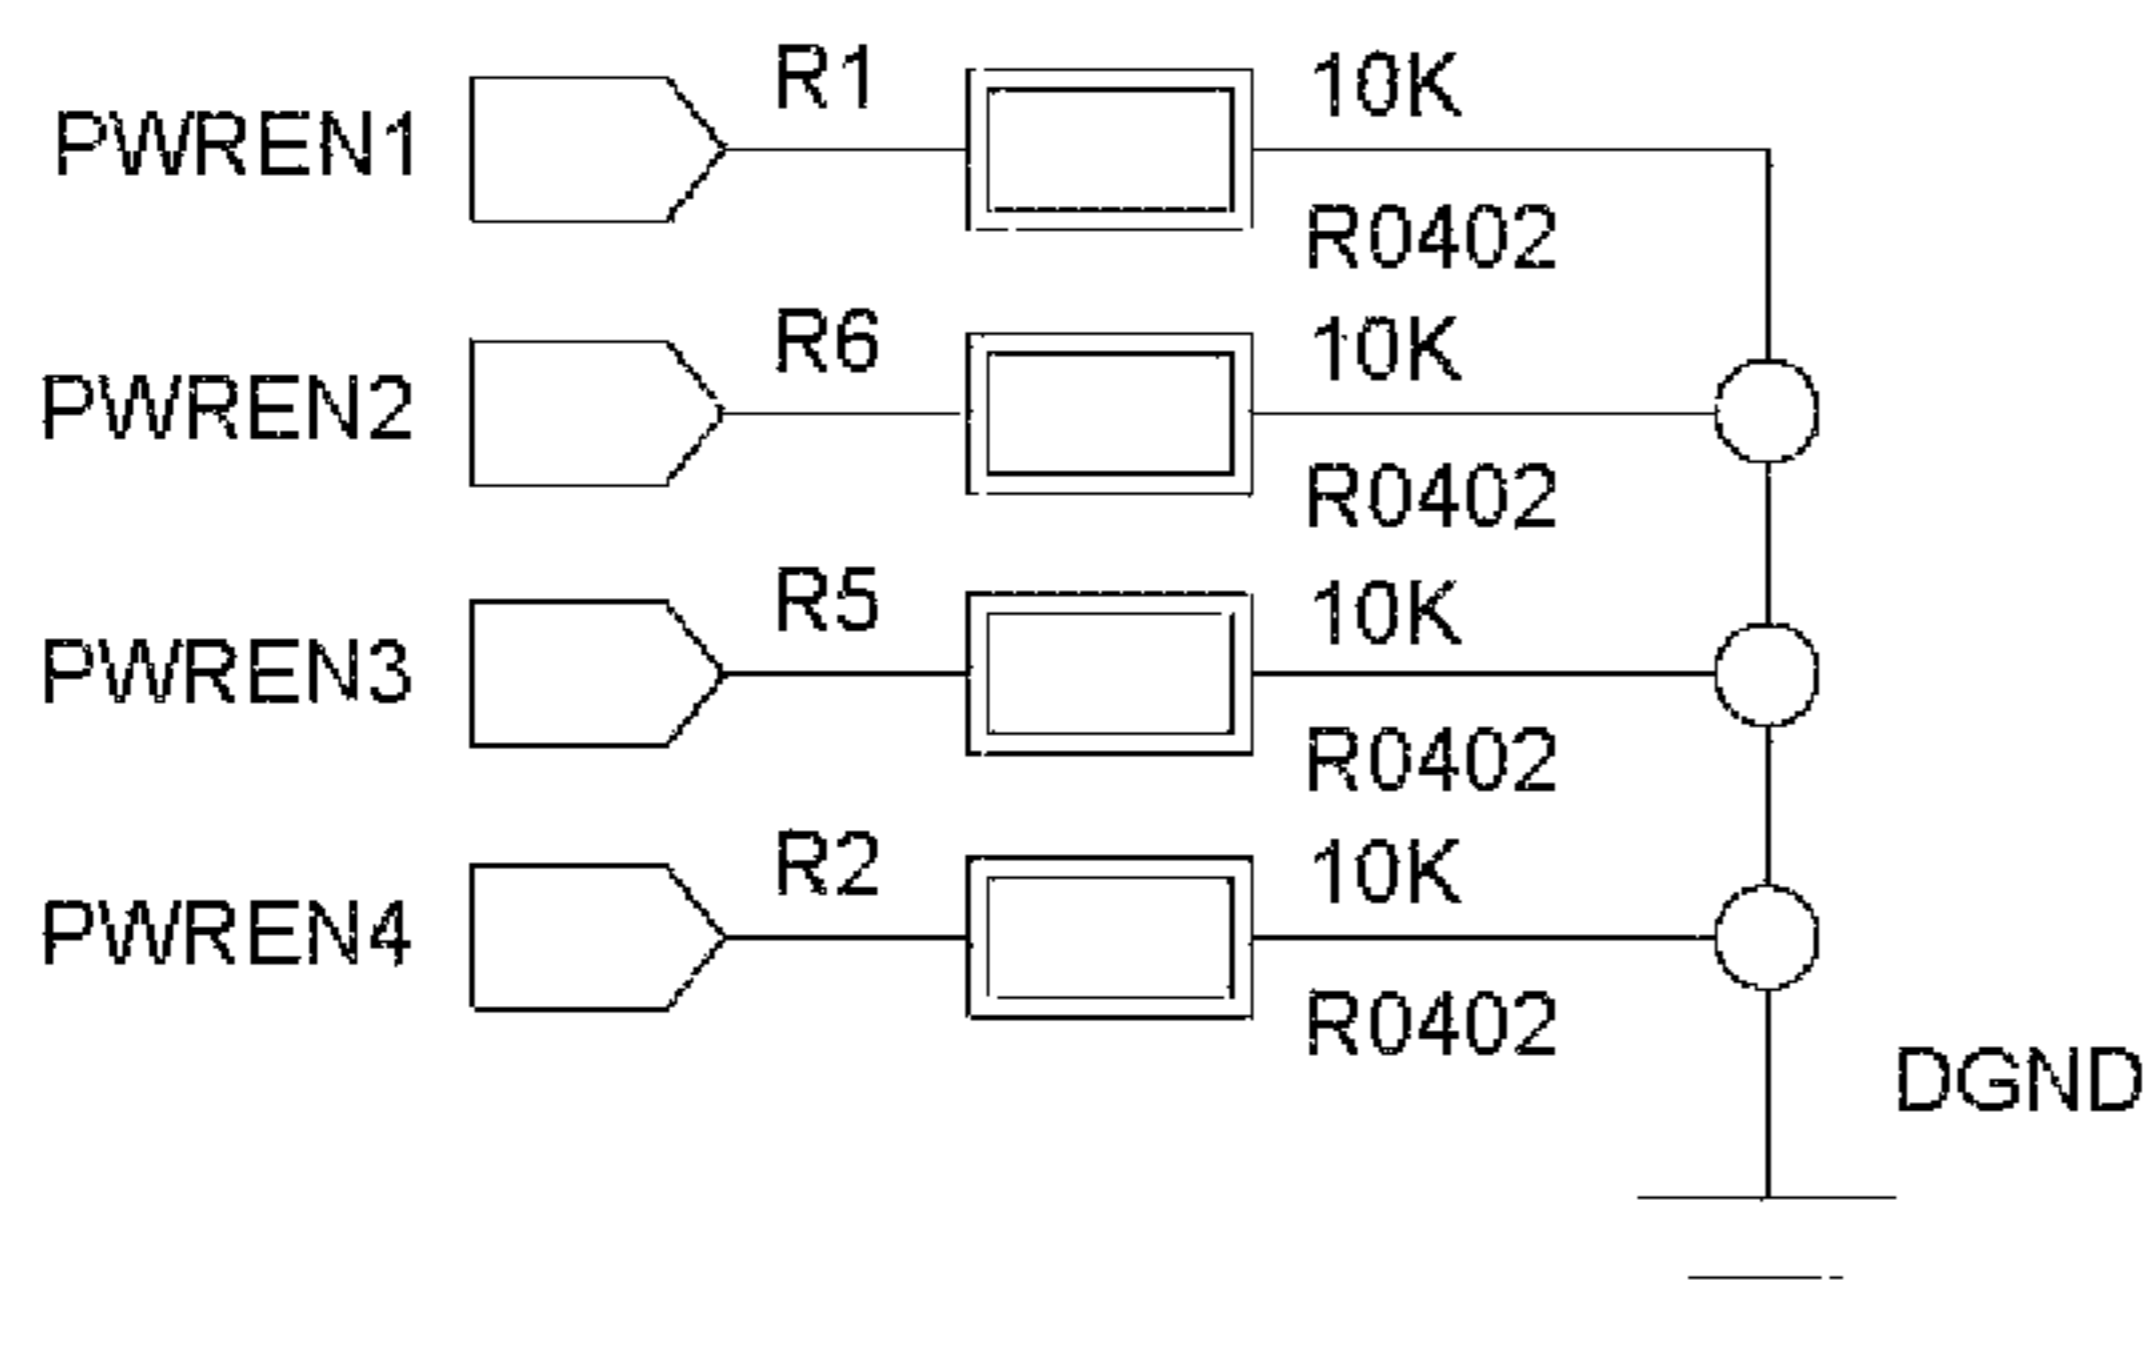 PWREN1 R1 10K
R0402
PWREN2 R6 10K
R0402
PWREN3 R5 10K
R0402
PWREN4 R2 10K
R0402
DGND